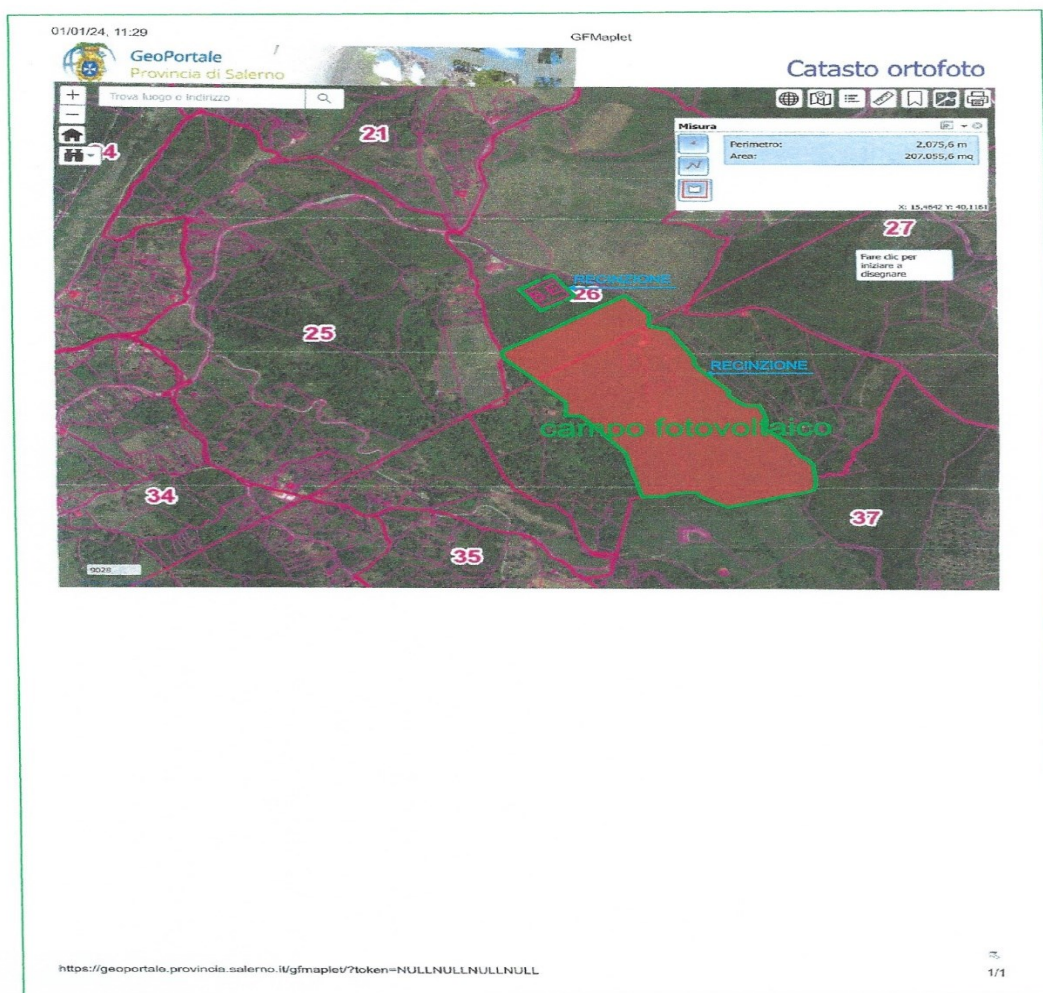 01/01/24, 11:29
GFMaplet
GeoPortale
Provincia di Salerno
Catasto ortofoto
Trova luogo o Indirizzo
Misura
Perimetro: 2.075,6 m
Area: 207.055,6 mq
X: 15,4642 Y: 40,1161
21
27
Fare clic per
iniziare a
disegnare
RECINZIONE
26
25
RECINZIONE
campo fotovoltaico
34
37
35
9028
https://geoportale.provincia.salerno.it/gfmaplet/?token=NULLNULLNULLNULL
1/1